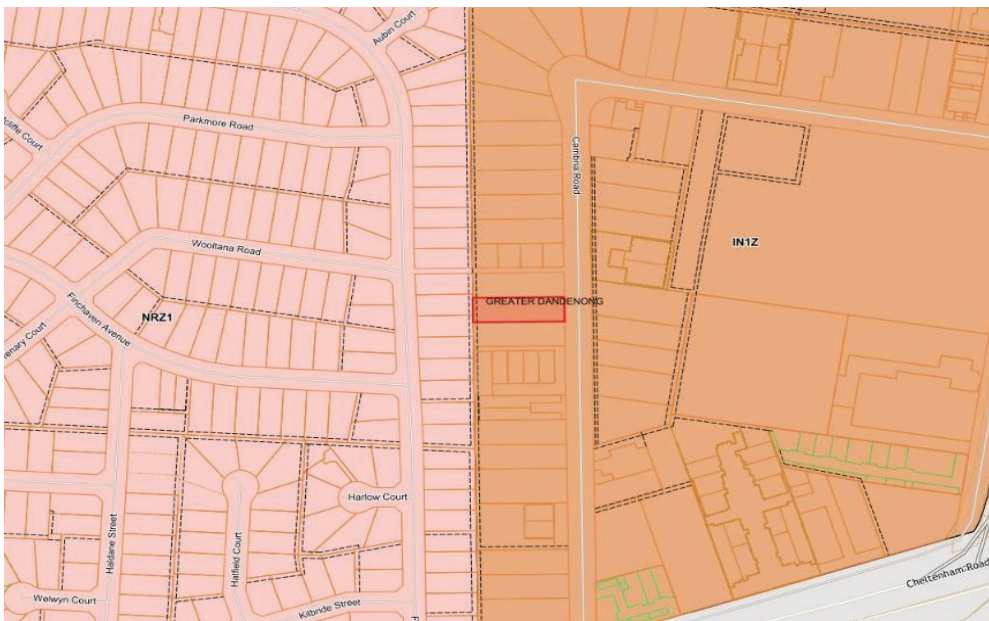 Aubin Court
Parkmore Road
cliffe Court
Cambria Road
IN1Z
Wooltana Road
GREATER DANDENONG
NRZ1
Finchaven Avenue
enary Court
Harlow Court
Haldane Street
Hatfield Court
Cheltenham Road
Welwyn Court
Kilbride Street
F